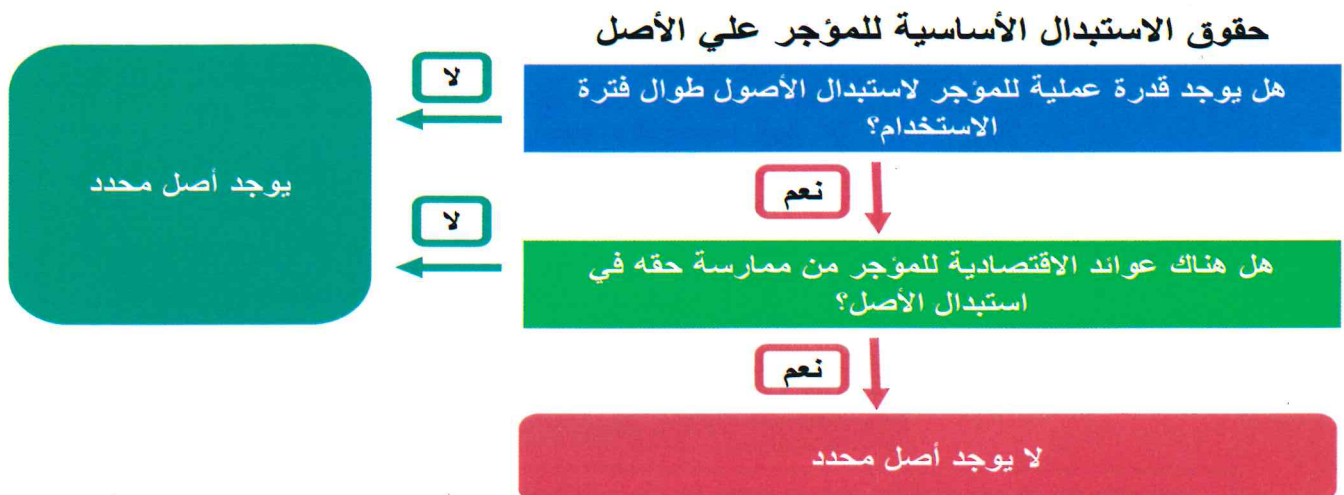 حقوق الاستبدال الأساسية للمؤجر علي الأصل
هل يوجد قدرة عملية للمؤجر لاستبدال الأصول طوال فترة
الاستخدام؟
لا
يوجد أصل محدد
نعم
لا
هل هناك عوائد الاقتصادية للمؤجر من ممارسة حقه في
استبدال الأصل؟
نعم
لا يوجد أصل محدد